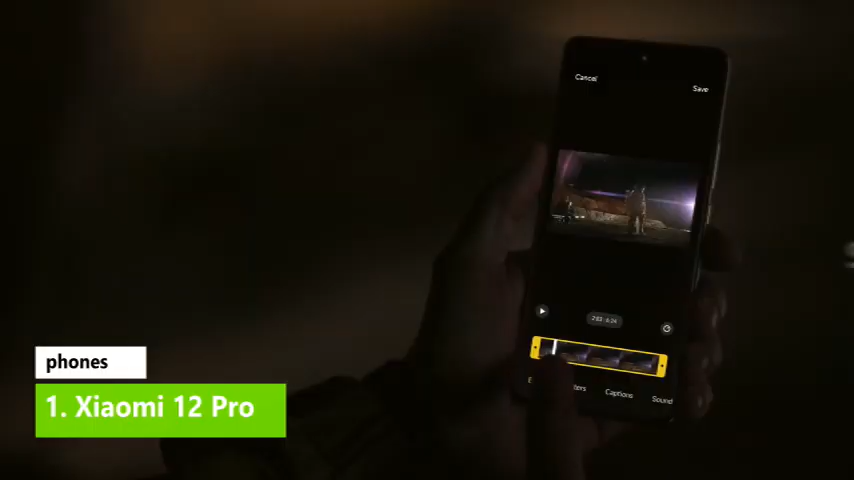 Cancel
Save
Captions
Sound
phones
1. Xiaomi 12 Pro